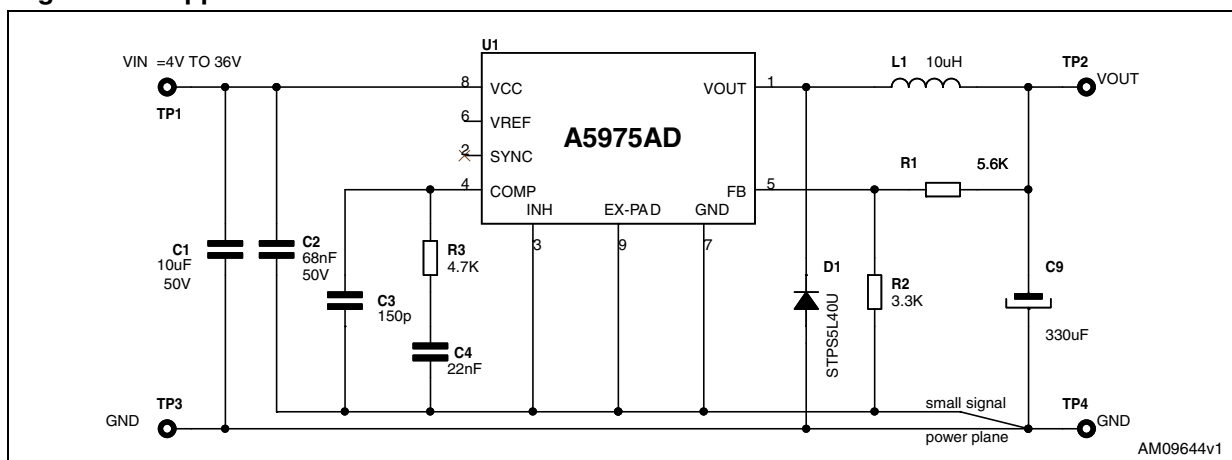 U1
VIN =4V TO 36V
TP1
8
VCC
6
VREF
2
SYNC
4
COMP
A5975AD
VOUT
1
FB
5
INH
3
EX-PAD
9
GND
7
L1 10uH
TP2
VOUT
R1 5.6K
C1
10uF
50V
C2
68nF
50V
C3
150p
R3
4.7K
C4
22nF
D1
STPS5L40U
R2
3.3K
C9
330uF
small signal
power plane
GND
TP3
TP4
GND
AM09644v1